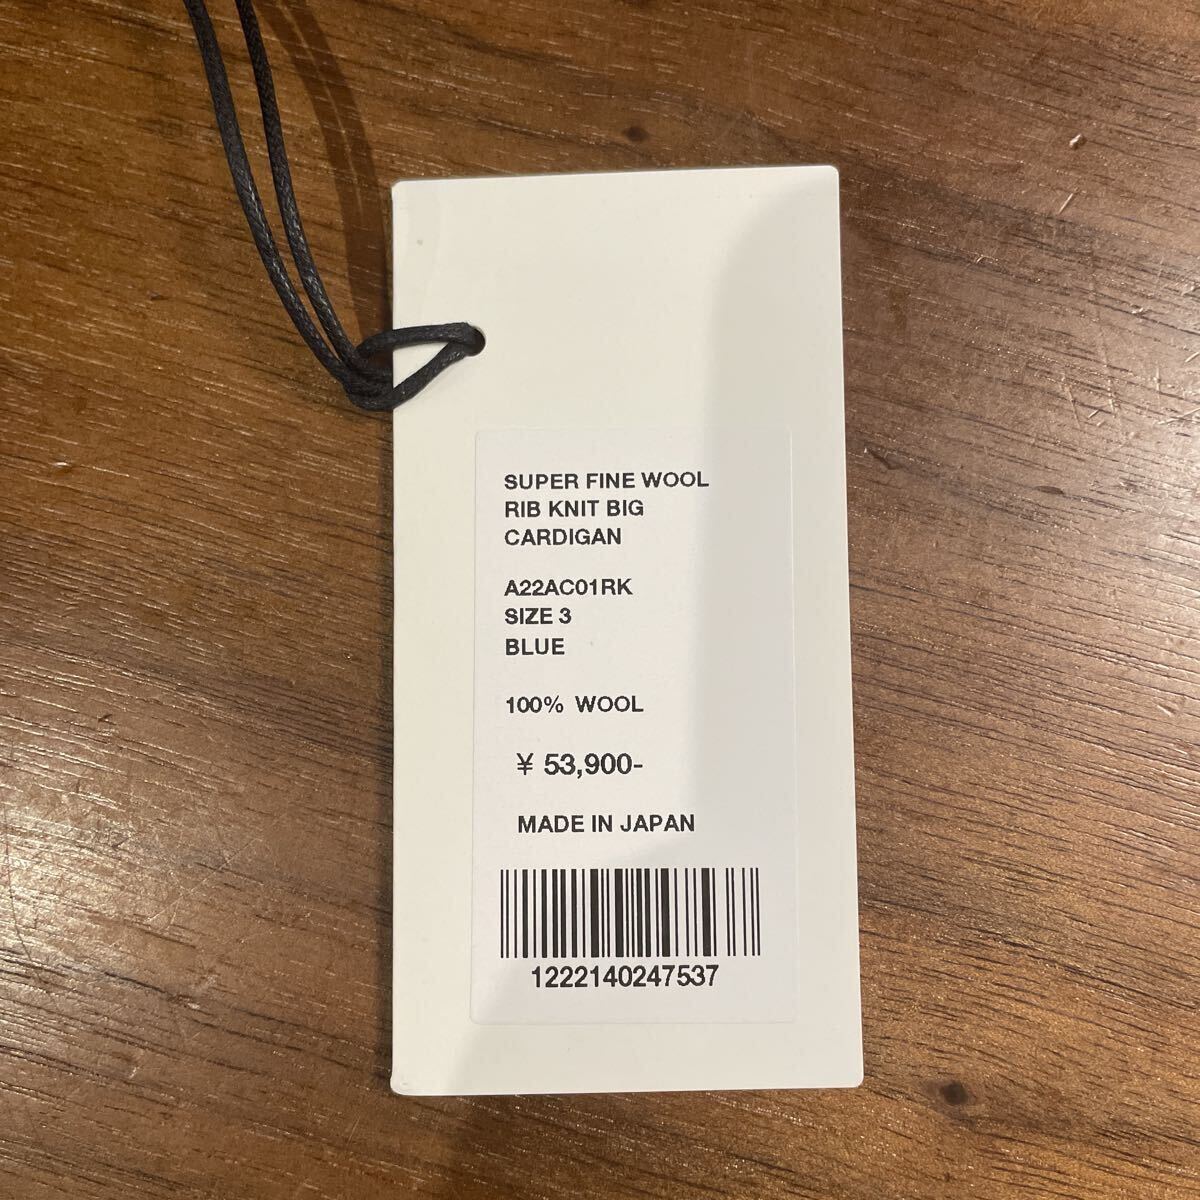 SUPER FINE WOOL
RIB KNIT BIG
CARDIGAN
A22AC01RK
SIZE 3
BLUE
100% WOOL
¥ 53,900-
MADE IN JAPAN
1222140247537